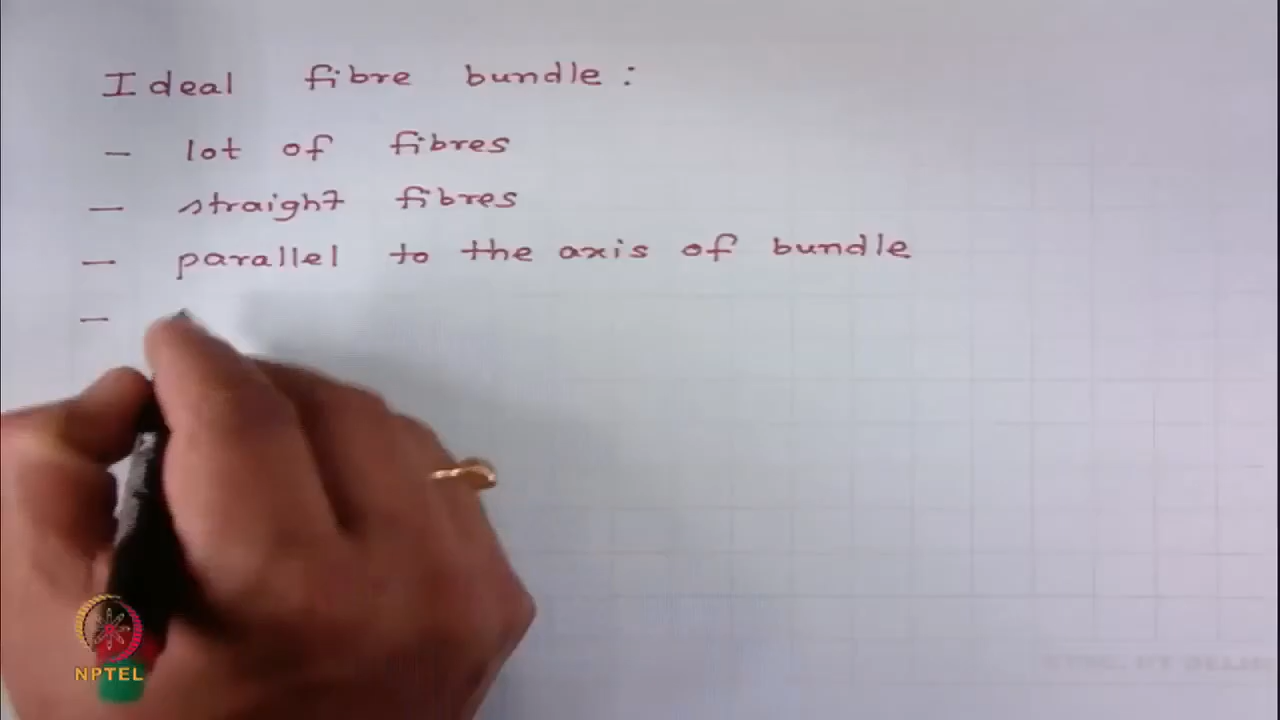 Ideal fibre bundle:
- lot of fibres
- straight fibres
- parallel to the axis of bundle
-
NPTEL